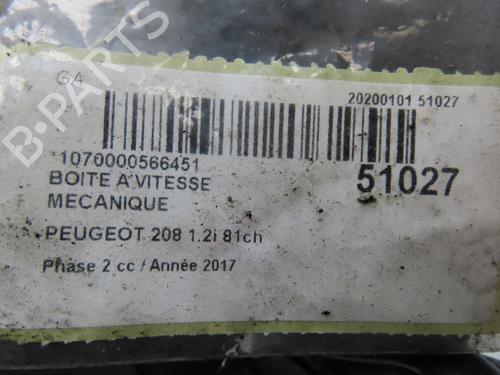 GA
20200101 51027
*1070000566451
51027
BOITE A VITESSE
MECANIQUE
PEUGEOT 208 1.2i 81ch
Phase 2 cc / Année 2017
B-PARTS